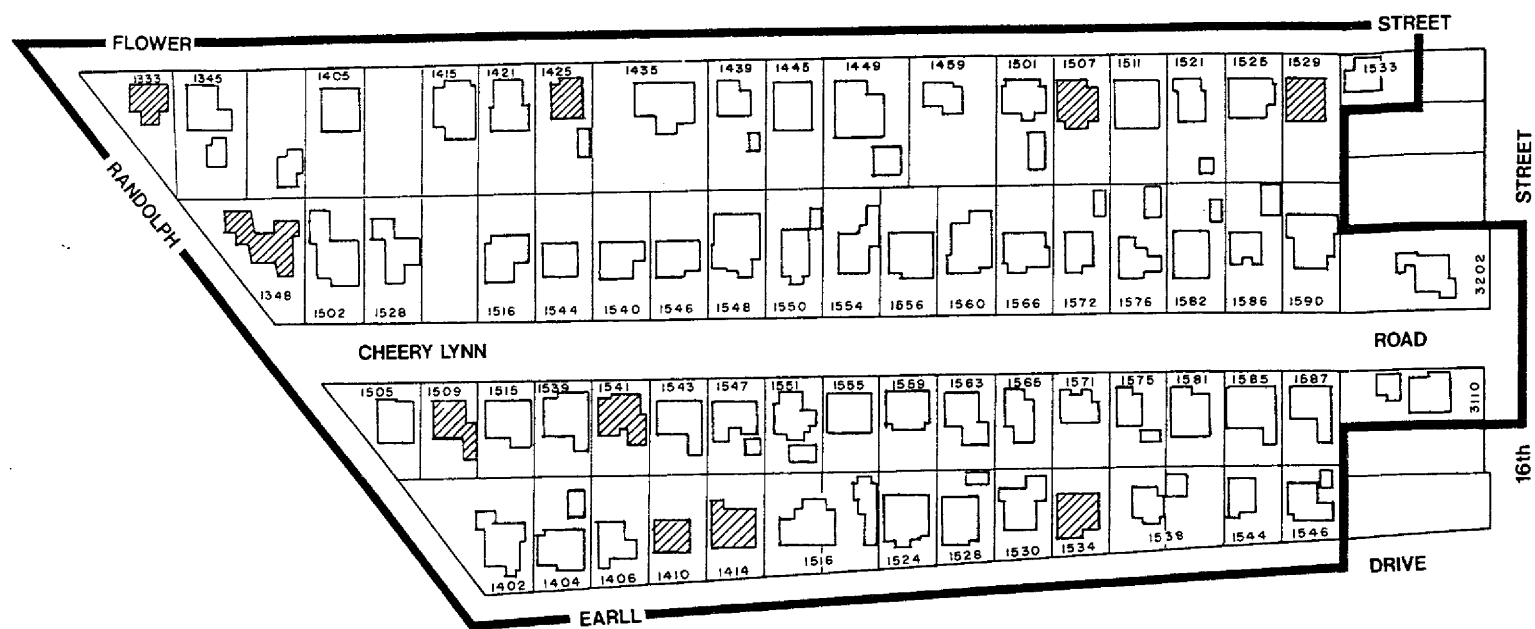 FLOWER STREET
1333 1345 1405 1415 1421 1425 1435 1439 1445 1449 1459 1501 1507 1511 1521 1525 1529 1533
RANDOLPH
STREET
1348 1502 1528 1516 1544 1540 1546 1548 1550 1554 1556 1560 1566 1572 1576 1582 1586 1590 3202
CHEERY LYNN ROAD
1505 1509 1515 1539 1541 1543 1547 1551 1555 1559 1563 1565 1571 1575 1581 1585 1587 3110
16th
1402 1404 1406 1410 1414 1516 1524 1528 1530 1534 1538 1544 1546
EARLL DRIVE